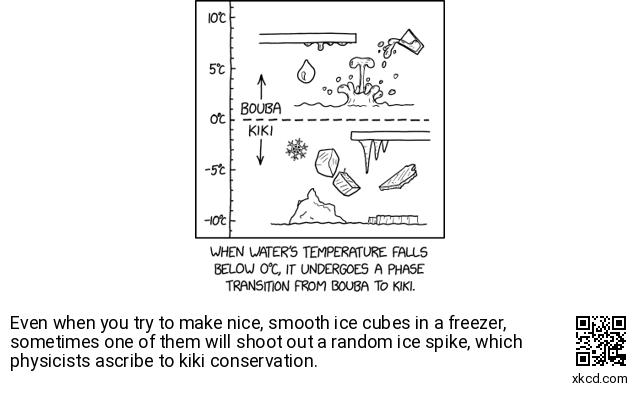 10°C
5°C
BOUBA
0°C
KIKI
-5°C
-10°C
WHEN WATER'S TEMPERATURE FALLS
BELOW 0°C, IT UNDERGOES A PHASE
TRANSITION FROM BOUBA TO KIKI.
Even when you try to make nice, smooth ice cubes in a freezer,
sometimes one of them will shoot out a random ice spike, which
physicists ascribe to kiki conservation.
xkcd.com